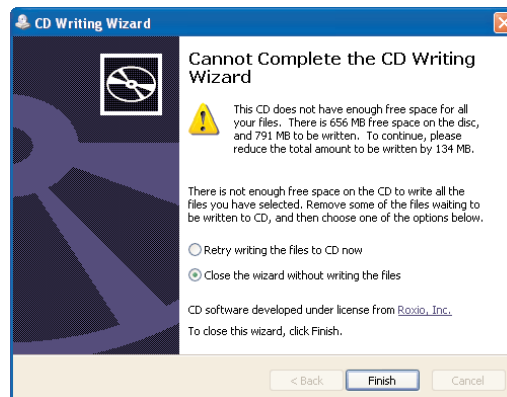 CD Writing Wizard
Cannot Complete the CD Writing
Wizard
This CD does not have enough free space for all
your files. There is 656 MB free space on the disc,
and 791 MB to be written. To continue, please
reduce the total amount to be written by 134 MB.
There is not enough free space on the CD to write all the
files you have selected. Remove some of the files waiting to
be written to CD, and then choose one of the options below.
Retry writing the files to CD now
Close the wizard without writing the files
CD software developed under license from Roxio, Inc.
To close this wizard, click Finish.
< Back Finish Cancel